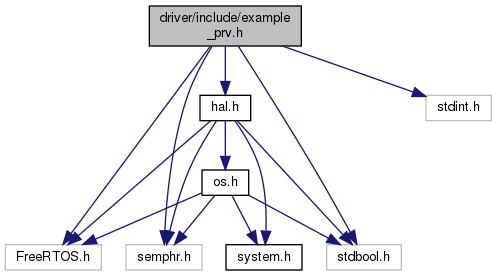 driver/include/example
_prv.h
hal.h
stdint.h
os.h
FreeRTOS.h
semphr.h
system.h
stdbool.h